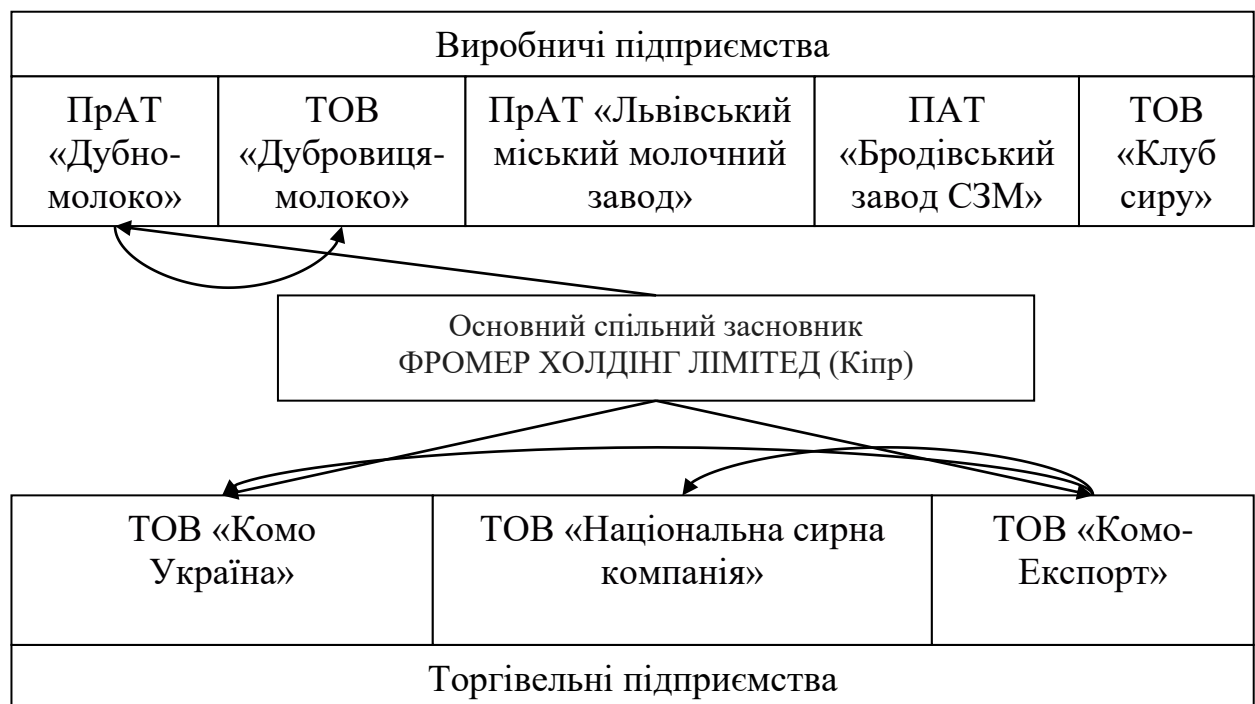 Виробничі підприємства
ПрАТ
«Дубно-
молоко»
ТОВ
«Дубровиця-
молоко»
ПрАТ «Львівський
міський молочний
завод»
ПАТ
«Бродівський
завод СЗМ»
ТОВ
«Клуб
сиру»
Основний спільний засновник
ФРОМЕР ХОЛДІНГ ЛІМІТЕД (Кіпр)
ТОВ «Комо
Україна»
ТОВ «Національна сирна
компанія»
ТОВ «Комо-
Експорт»
Торгівельні підприємства